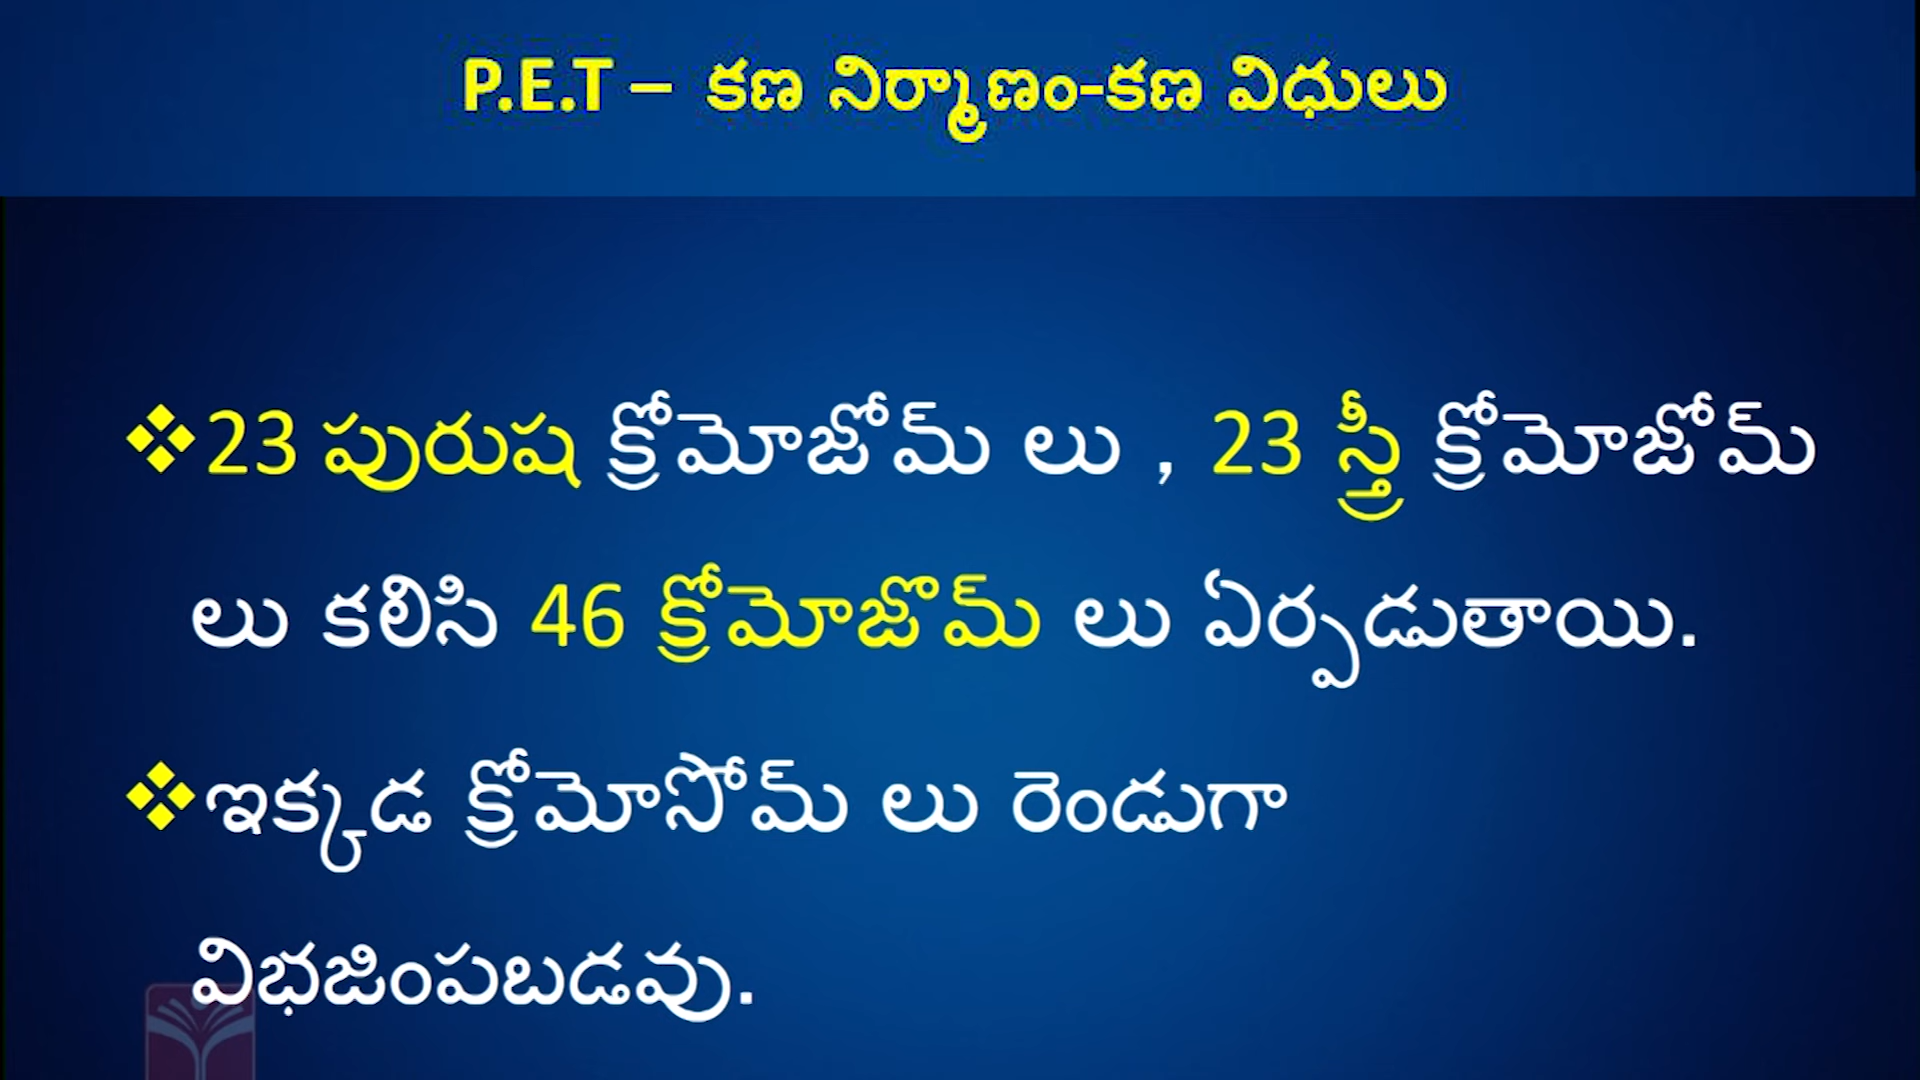 P.E.T – కణ నిర్మాణం-కణ విధులు
❖23 పురుష క్రోమోజోమ్ లు , 23 స్త్రీ క్రోమోజోమ్
లు కలిసి 46 క్రోమోజొమ్ లు ఏర్పడుతాయి.
❖ఇక్కడ క్రోమోసోమ్ లు రెండుగా
విభజింపబడవు.